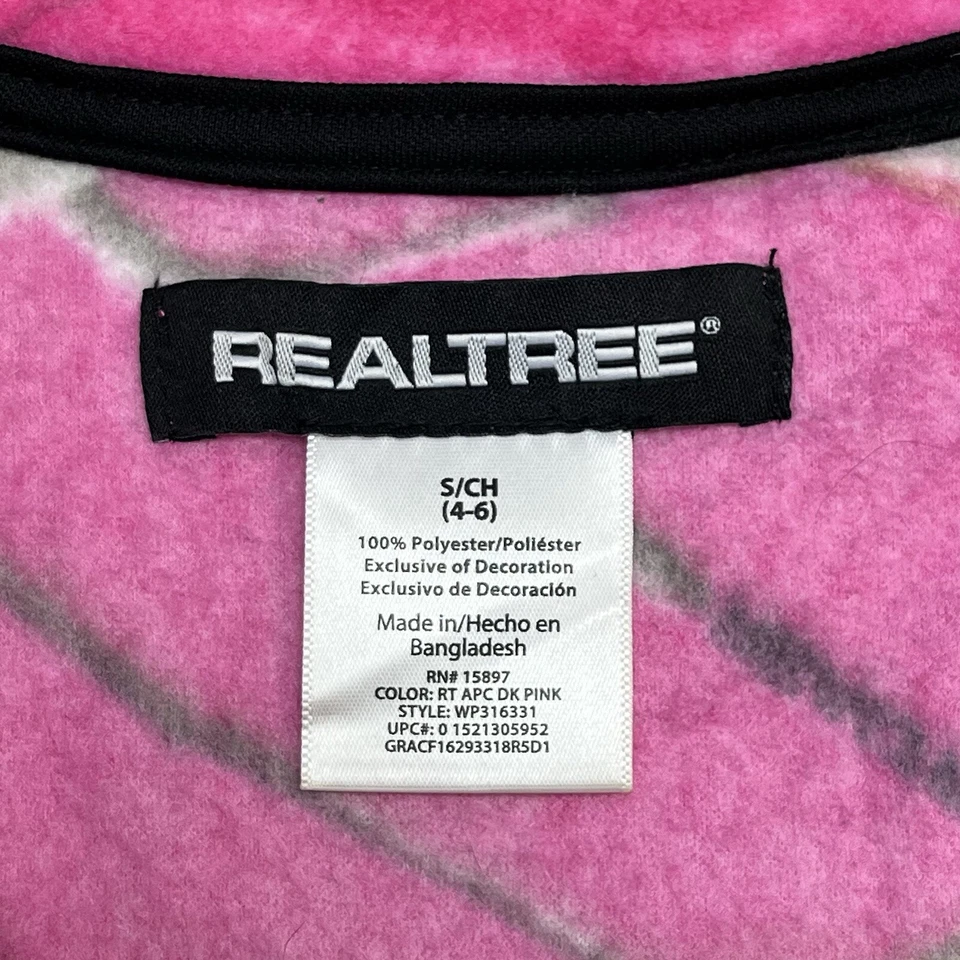 REALTREE®
S/CH
(4-6)
100% Polyester/Poliéster
Exclusive of Decoration
Exclusivo de Decoración
Made in/Hecho en
Bangladesh
RN# 15897
COLOR: RT APC DK PINK
STYLE: WP316331
UPC#: 0 1521305952
GRACF16293318R5D1